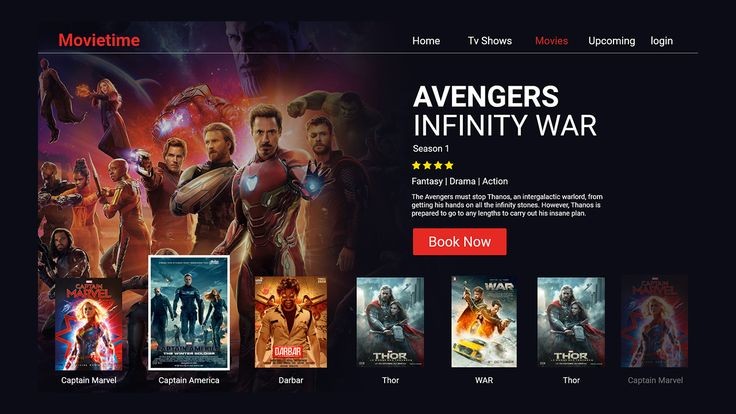 Movietime
Home Tv Shows Movies Upcoming login
AVENGERS
INFINITY WAR
Season 1
Fantasy | Drama | Action
The Avengers must stop Thanos, an intergalactic warlord, from
getting his hands on all the infinity stones. However, Thanos is
prepared to go to any lengths to carry out his insane plan.
Book Now
MARVEL
CAPTAIN
MARVEL
CAPTAIN AMERICA
THE WINTER SOLDIER
DARBAR
THOR
WAR
THOR
CAPTAIN
MARVEL
Captain Marvel Captain America Darbar Thor WAR Thor Captain Marvel